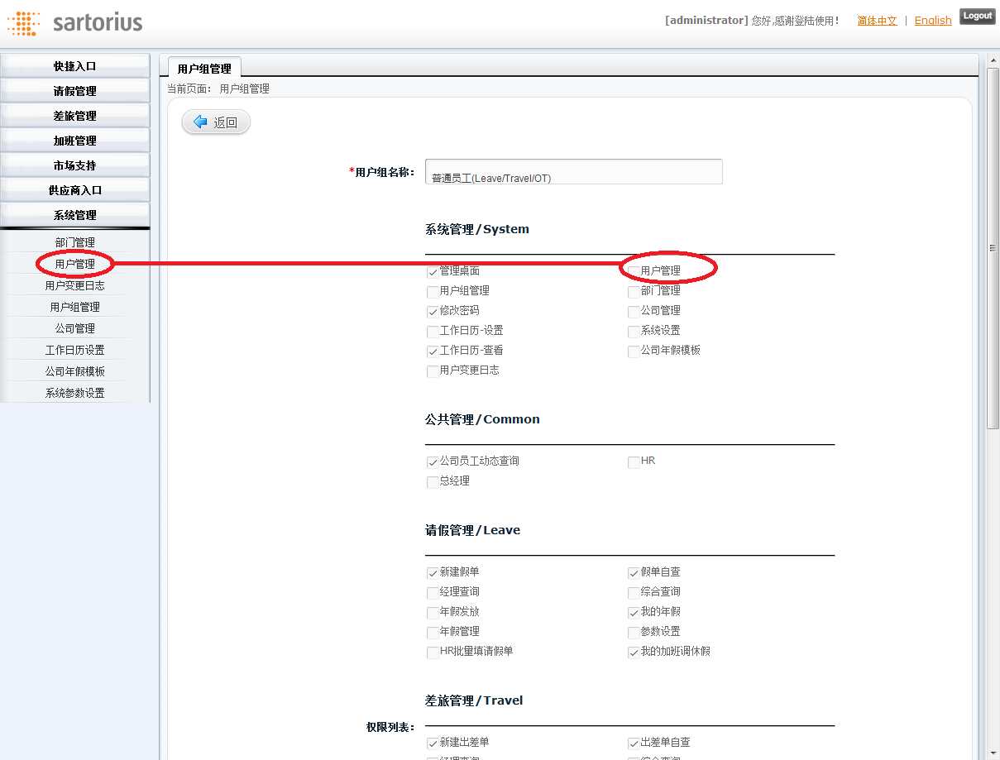 sartorius
[administrator] 您好,感谢登陆使用! 简体中文 | English Logout
快捷入口
请假管理
差旅管理
加班管理
市场支持
供应商入口
系统管理
部门管理
用户管理
用户变更日志
用户组管理
公司管理
工作日历设置
公司年假模板
系统参数设置
用户组管理
当前页面: 用户组管理
返回
*用户组名称: 普通员工(Leave/Travel/OT)
系统管理/System
管理桌面 用户管理
用户组管理 部门管理
修改密码 公司管理
工作日历-设置 系统设置
工作日历-查看 公司年假模板
用户变更日志
公共管理/Common
公司员工动态查询 HR
总经理
请假管理/Leave
新建假单 假单自查
经理查询 综合查询
年假发放 我的年假
年假管理 参数设置
HR批量填请假单 我的加班调休假
差旅管理/Travel
权限列表:
新建出差单 出差单自查
经理查询 综合查询